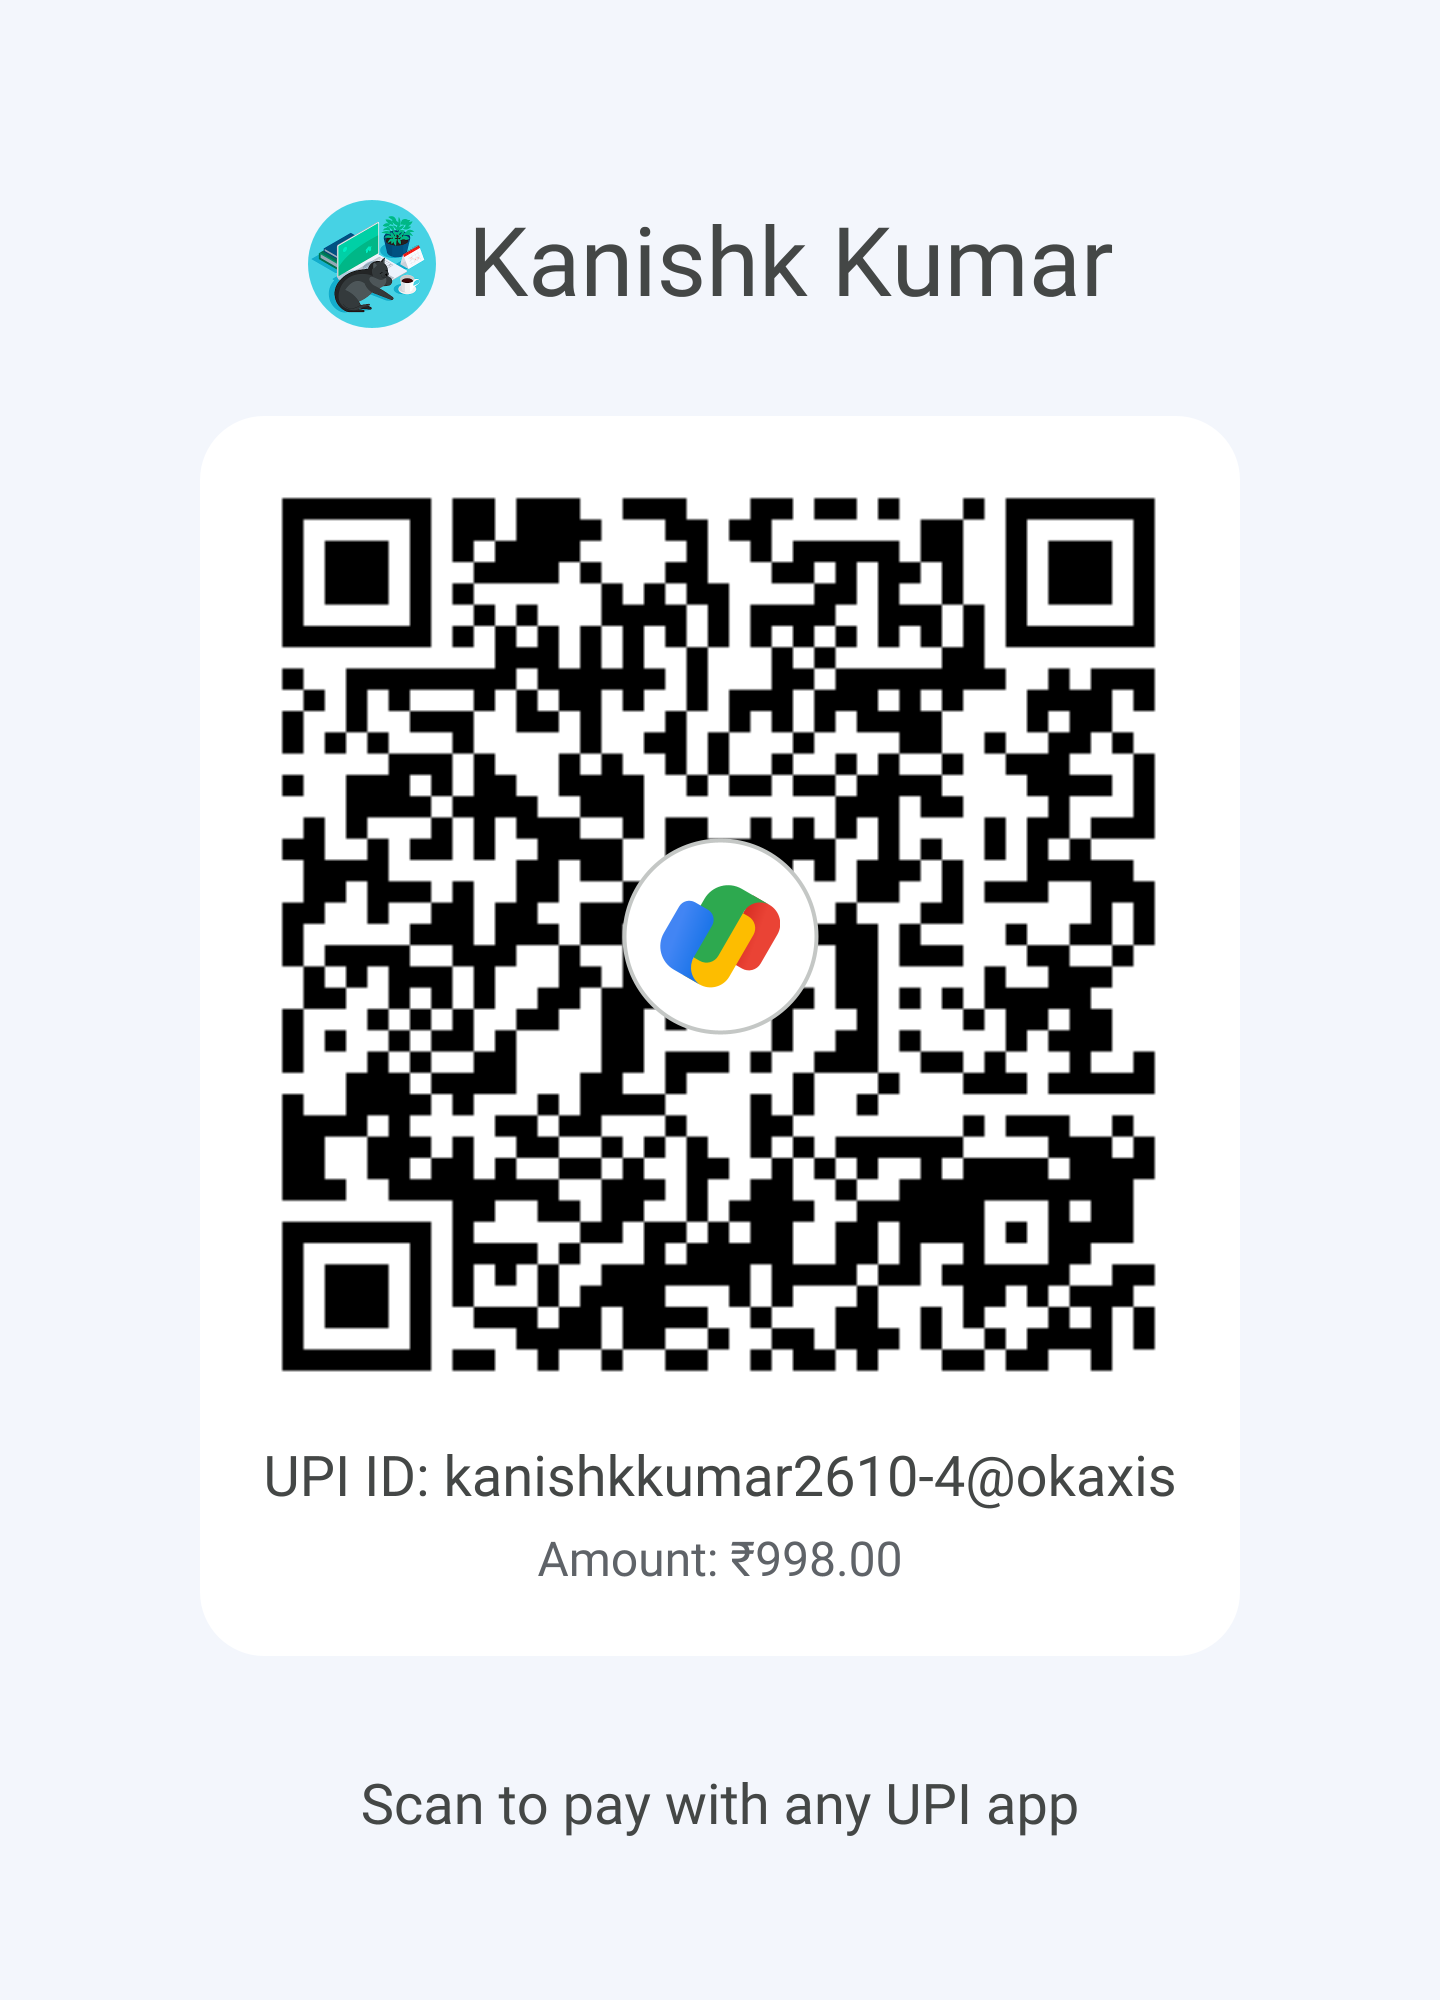 Kanishk Kumar
UPI ID: kanishkkumar2610-4@okaxis
Amount: ₹998.00
Scan to pay with any UPI app